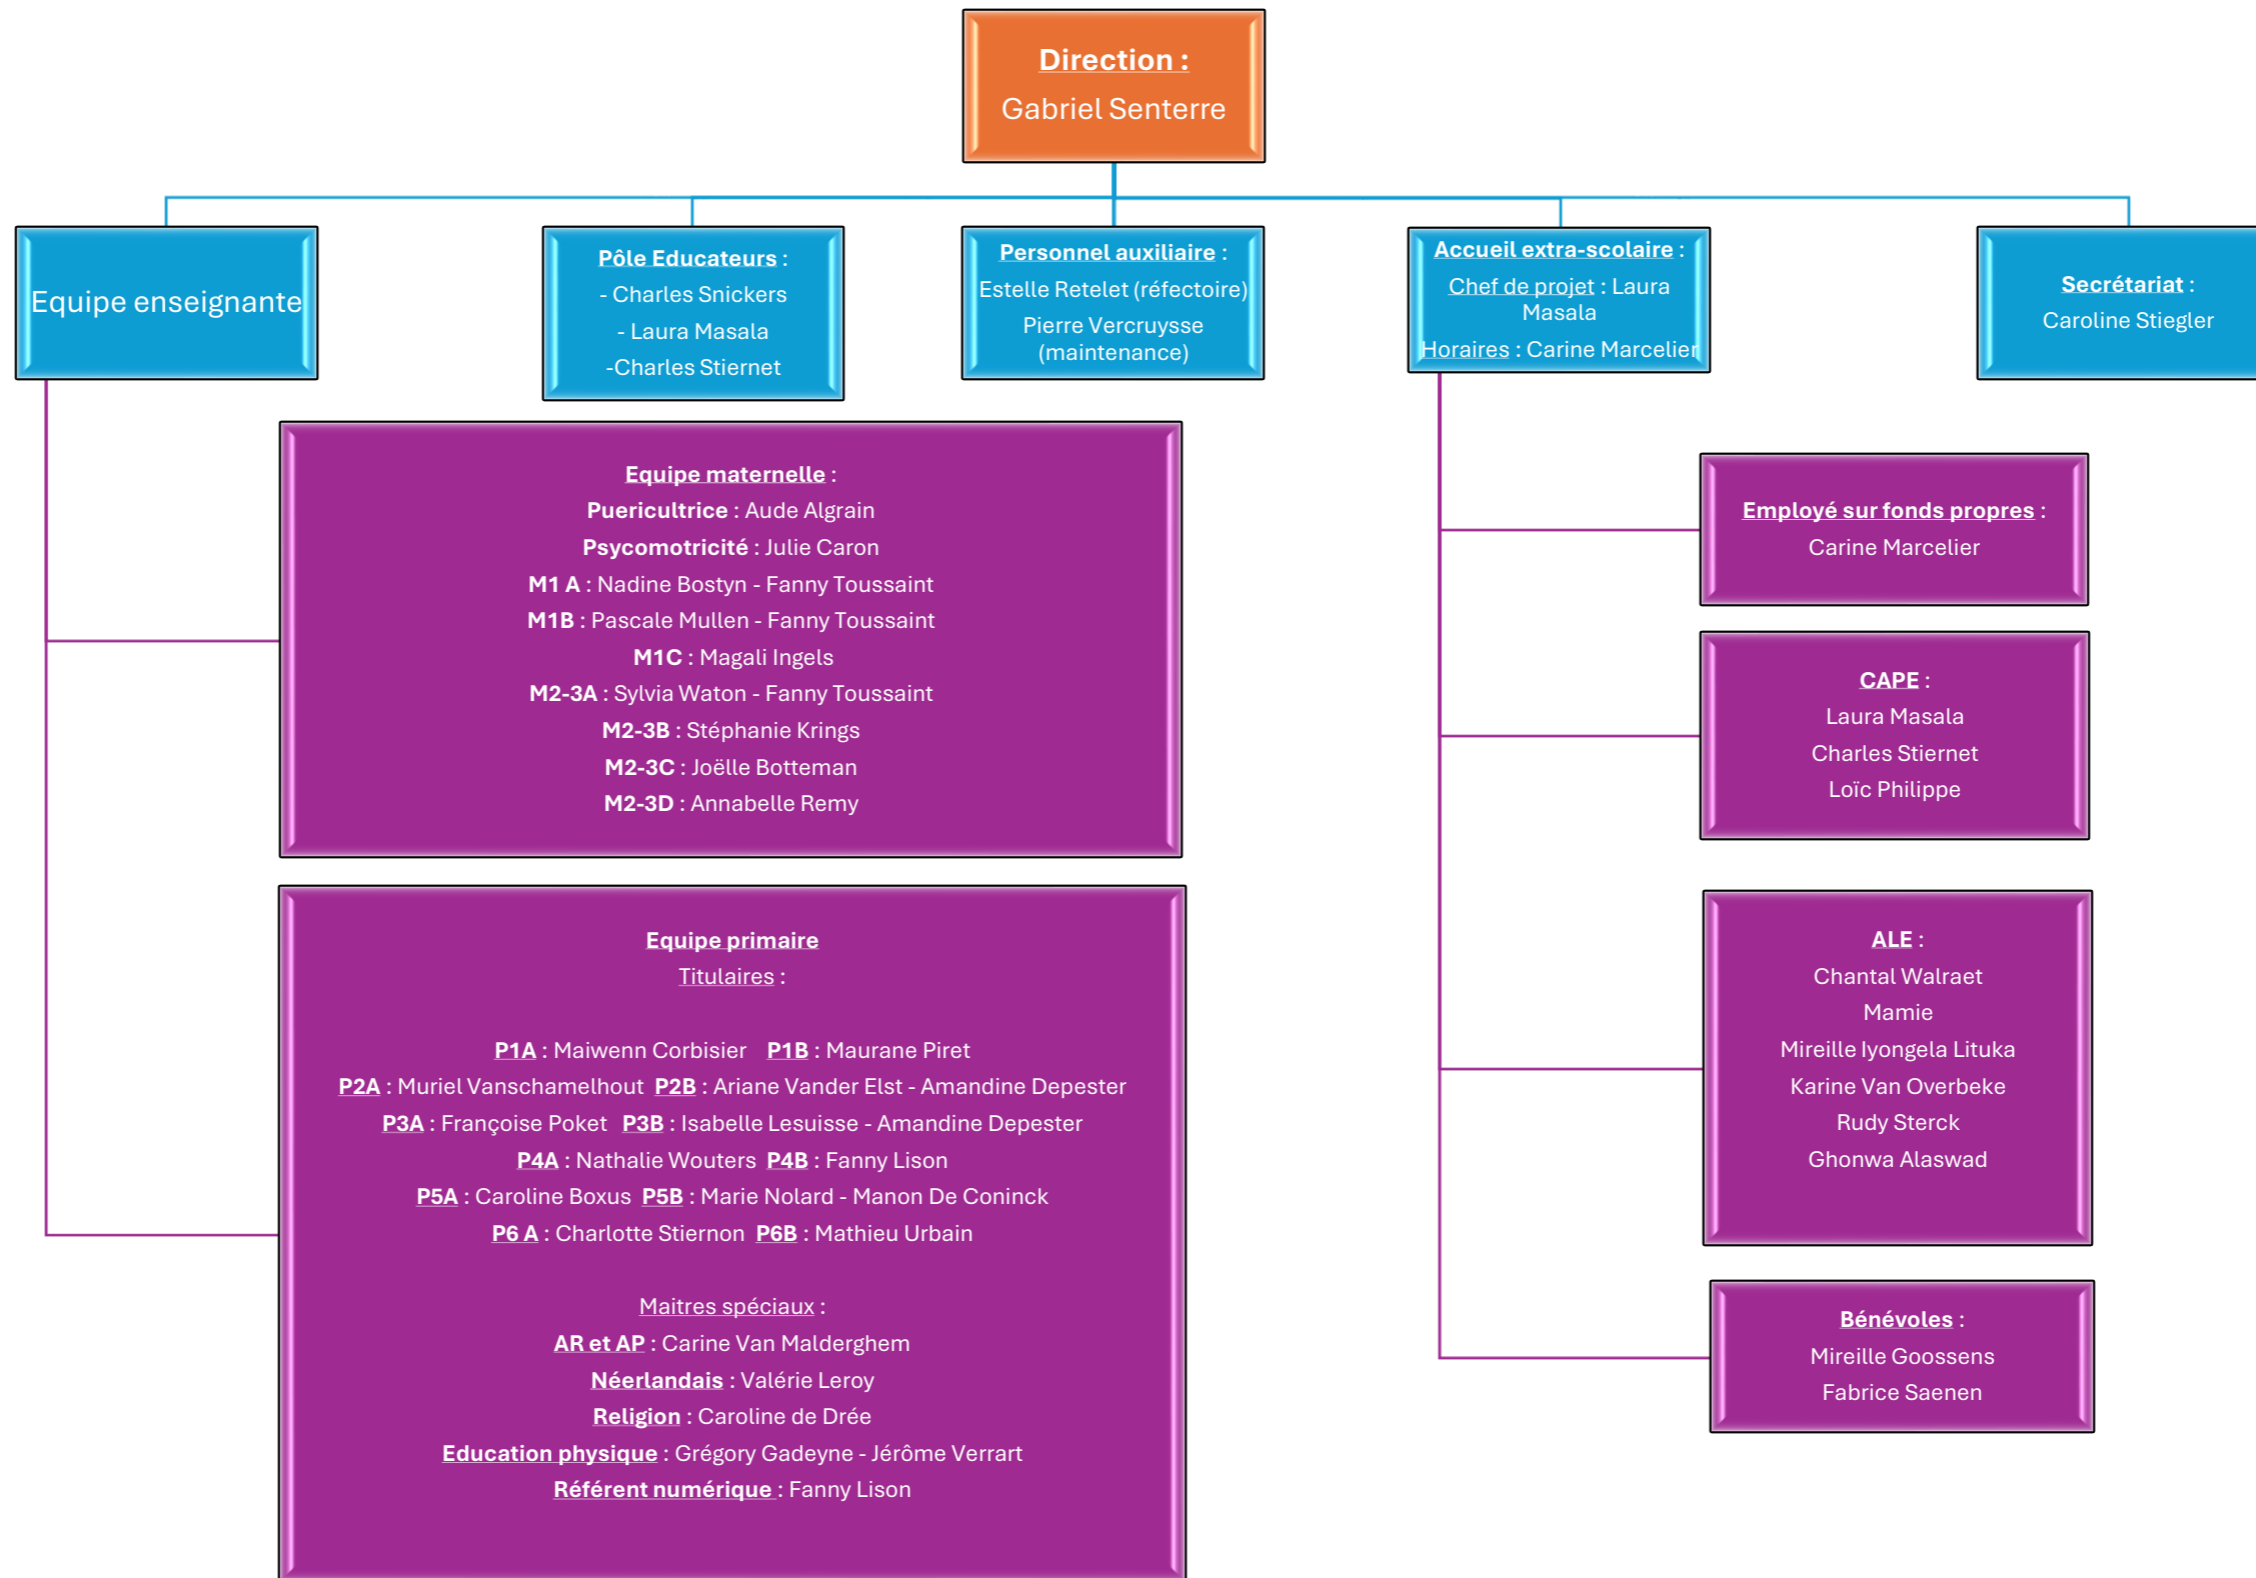 Direction :
Gabriel Senterre
Equipe enseignante
Pôle Educateurs :
- Charles Snickers
- Laura Masala
-Charles Stiernet
Personnel auxiliaire :
Estelle Retelet (réfectoire)
Pierre Vercruysse
(maintenance)
Accueil extra-scolaire :
Chef de projet : Laura
Masala
Horaires : Carine Marcelier
Secrétariat :
Caroline Stiegler
Equipe maternelle :
Puericultrice : Aude Algrain
Psycomotricité : Julie Caron
M1 A : Nadine Bostyn - Fanny Toussaint
M1B : Pascale Mullen - Fanny Toussaint
M1C : Magali Ingels
M2-3A : Sylvia Waton - Fanny Toussaint
M2-3B : Stéphanie Krings
M2-3C : Joëlle Botteman
M2-3D : Annabelle Remy
Equipe primaire
Titulaires :
P1A : Maiwenn Corbisier P1B : Maurane Piret
P2A : Muriel Vanschamelhout P2B : Ariane Vander Elst - Amandine Depester
P3A : Françoise Poket P3B : Isabelle Lesuisse - Amandine Depester
P4A : Nathalie Wouters P4B : Fanny Lison
P5A : Caroline Boxus P5B : Marie Nolard - Manon De Coninck
P6 A : Charlotte Stiernon P6B : Mathieu Urbain
Maitres spéciaux :
AR et AP : Carine Van Malderghem
Néerlandais : Valérie Leroy
Religion : Caroline de Drée
Education physique : Grégory Gadeyne - Jérôme Verrart
Référent numérique : Fanny Lison
Employé sur fonds propres :
Carine Marcelier
CAPE :
Laura Masala
Charles Stiernet
Loïc Philippe
ALE :
Chantal Walraet
Mamie
Mireille Iyongela Lituka
Karine Van Overbeke
Rudy Sterck
Ghonwa Alaswad
Bénévoles :
Mireille Goossens
Fabrice Saenen